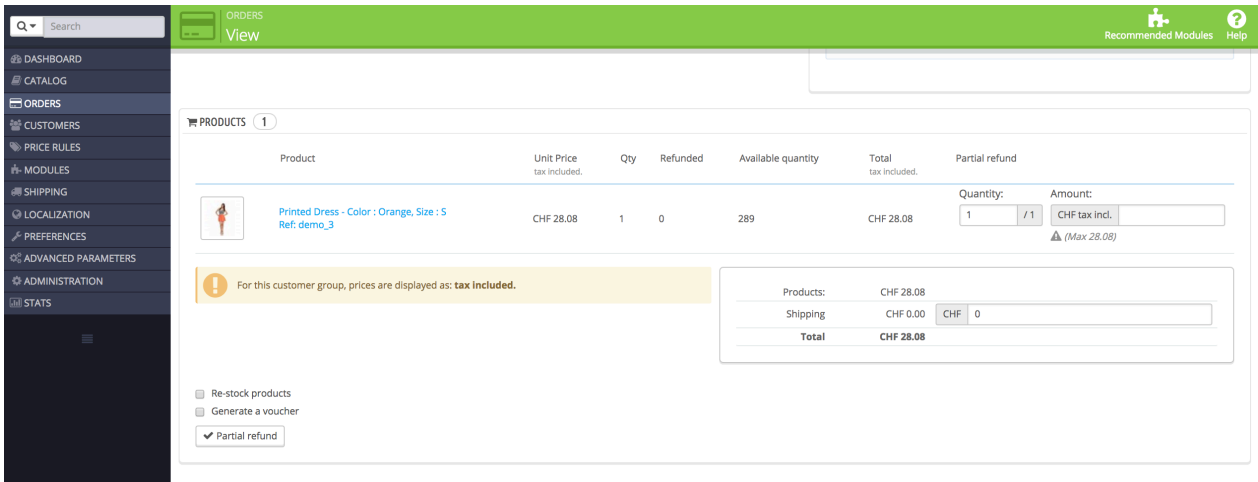 Search
ORDERS
View
Recommended Modules
Help
DASHBOARD
CATALOG
ORDERS
CUSTOMERS
PRICE RULES
MODULES
SHIPPING
LOCALIZATION
PREFERENCES
ADVANCED PARAMETERS
ADMINISTRATION
STATS
PRODUCTS 1
Product Unit Price Qty Refunded Available quantity Total Partial refund
tax included. tax included.
Quantity: Amount:
Printed Dress - Color : Orange, Size : S CHF 28.08 1 0 289 CHF 28.08 1 / 1 CHF tax incl.
Ref: demo_3
(Max 28.08)
For this customer group, prices are displayed as: tax included.
Products: CHF 28.08
Shipping CHF 0.00 CHF 0
Total CHF 28.08
Re-stock products
Generate a voucher
Partial refund